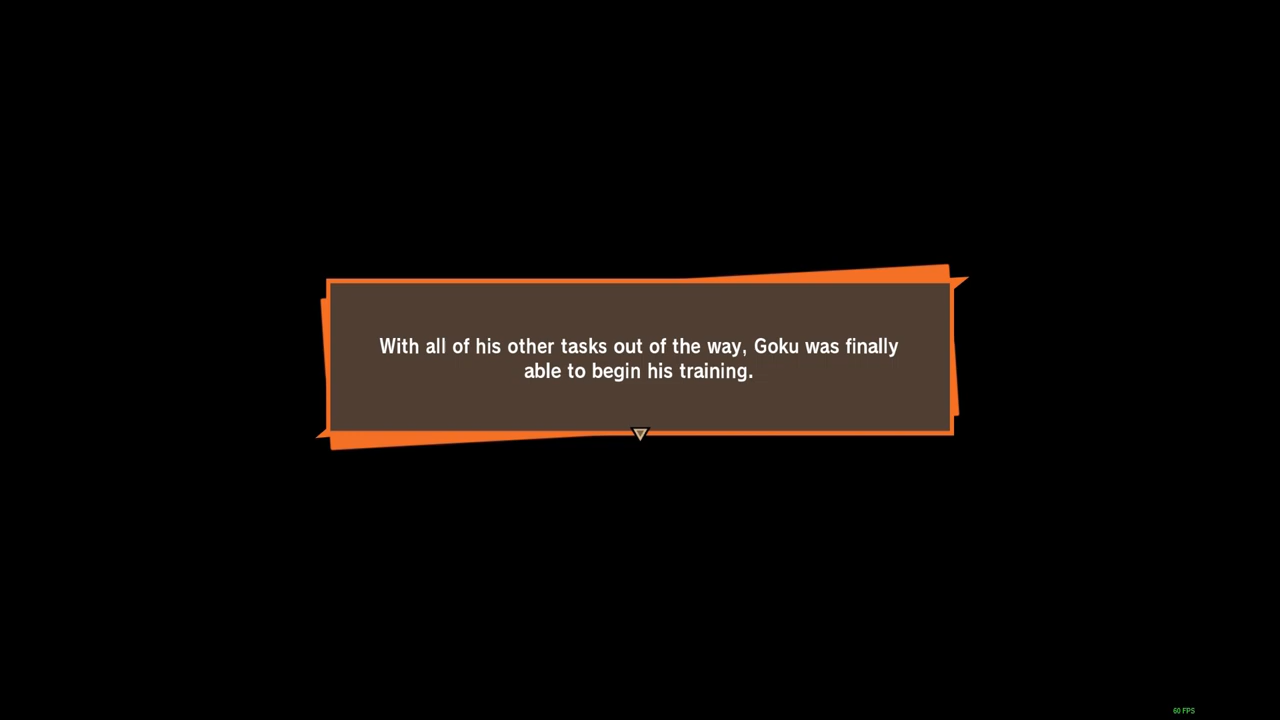 With all of his other tasks out of the way, Goku was finally
able to begin his training.
60 FPS